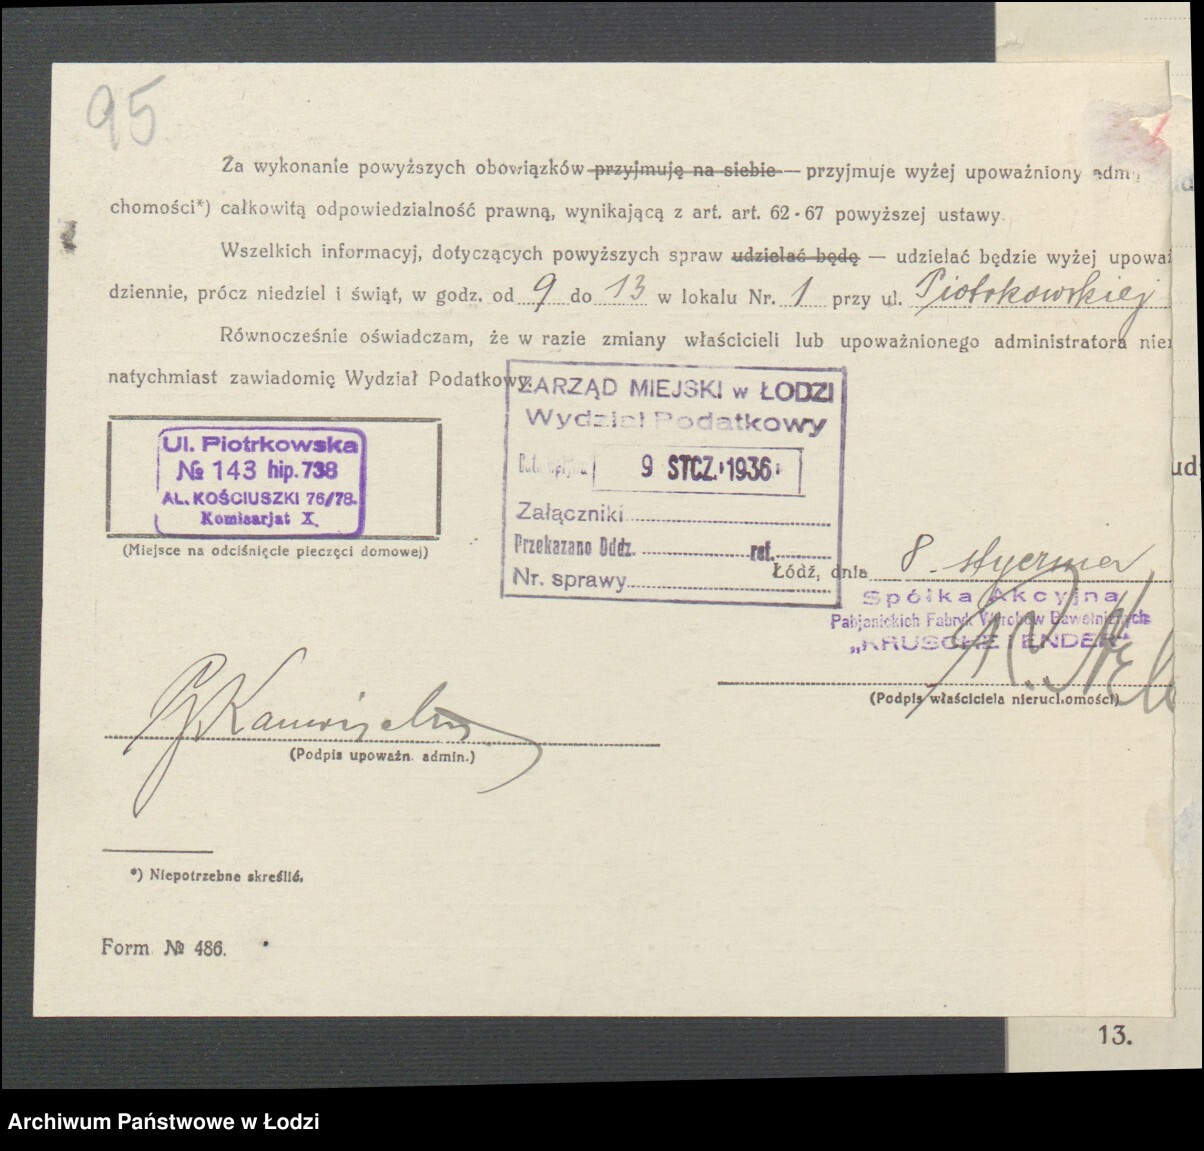 95
Za wykonanie powyższych obowiązków przyjmuję na siebie — przyjmuje wyżej upoważniony adm
chomości*) całkowitą odpowiedzialność prawną, wynikającą z art. art. 62-67 powyższej ustawy.
Wszelkich informacyj, dotyczących powyższych spraw udzielać będę — udzielać będzie wyżej upoważ
dziennie, prócz niedziel i świąt, w godz. od 9 do 13 w lokalu Nr. 1 przy ul. Piotrkowskiej
Równocześnie oświadczam, że w razie zmiany właścicieli lub upoważnionego administratora nie
natychmiast zawiadomię Wydział Podatkowy.
ZARZĄD MIEJSKI w ŁODZI
Wydział Podatkowy
Data wpływu 9 STCZ. 1936
Załączniki
Przekazano Oddz. ref.
Nr. sprawy
Ul. Piotrkowska
№ 143 hip. 738
AL. KOŚCIUSZKI 76/78.
Komisarjat X.
(Miejsce na odciśnięcie pieczęci domowej)
Łódź, dnia 8. stycznia
Spółka Akcyjna
Pabjanickich Fabryk Wyrobów Bawełnianych
„KRUSCHE i ENDER"
(Podpis właściciela nieruchomości)
(Podpis upoważn. admin.)
*) Niepotrzebne skreślić.
Form. № 486.
13.
Archiwum Państwowe w Łodzi